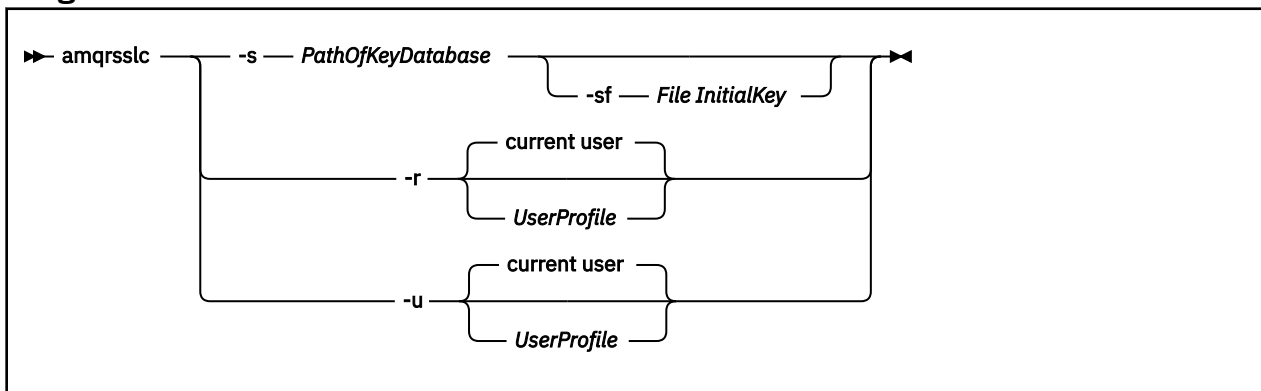 amqrsslc -s PathOfKeyDatabase
-sf File InitialKey
current user
-r
UserProfile
current user
-u
UserProfile